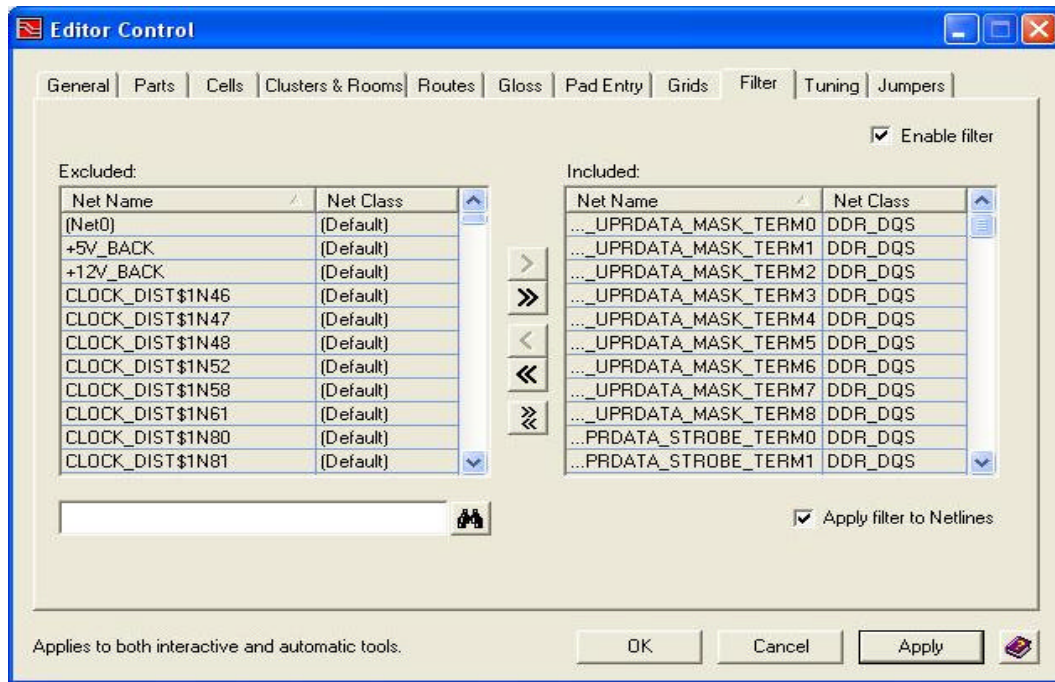 Editor Control
General Parts Cells Clusters & Rooms Routes Gloss Pad Entry Grids Filter Tuning Jumpers
Enable filter
Excluded:
Net Name Net Class
(Net0) (Default)
+5V_BACK (Default)
+12V_BACK (Default)
CLOCK_DIST$1N46 (Default)
CLOCK_DIST$1N47 (Default)
CLOCK_DIST$1N48 (Default)
CLOCK_DIST$1N52 (Default)
CLOCK_DIST$1N58 (Default)
CLOCK_DIST$1N61 (Default)
CLOCK_DIST$1N80 (Default)
CLOCK_DIST$1N81 (Default)
Included:
Net Name Net Class
..._UPRDATA_MASK_TERM0 DDR_DQS
..._UPRDATA_MASK_TERM1 DDR_DQS
..._UPRDATA_MASK_TERM2 DDR_DQS
..._UPRDATA_MASK_TERM3 DDR_DQS
..._UPRDATA_MASK_TERM4 DDR_DQS
..._UPRDATA_MASK_TERM5 DDR_DQS
..._UPRDATA_MASK_TERM6 DDR_DQS
..._UPRDATA_MASK_TERM7 DDR_DQS
..._UPRDATA_MASK_TERM8 DDR_DQS
...PRDATA_STROBE_TERM0 DDR_DQS
...PRDATA_STROBE_TERM1 DDR_DQS
Apply filter to Netlines
Applies to both interactive and automatic tools.
OK Cancel Apply